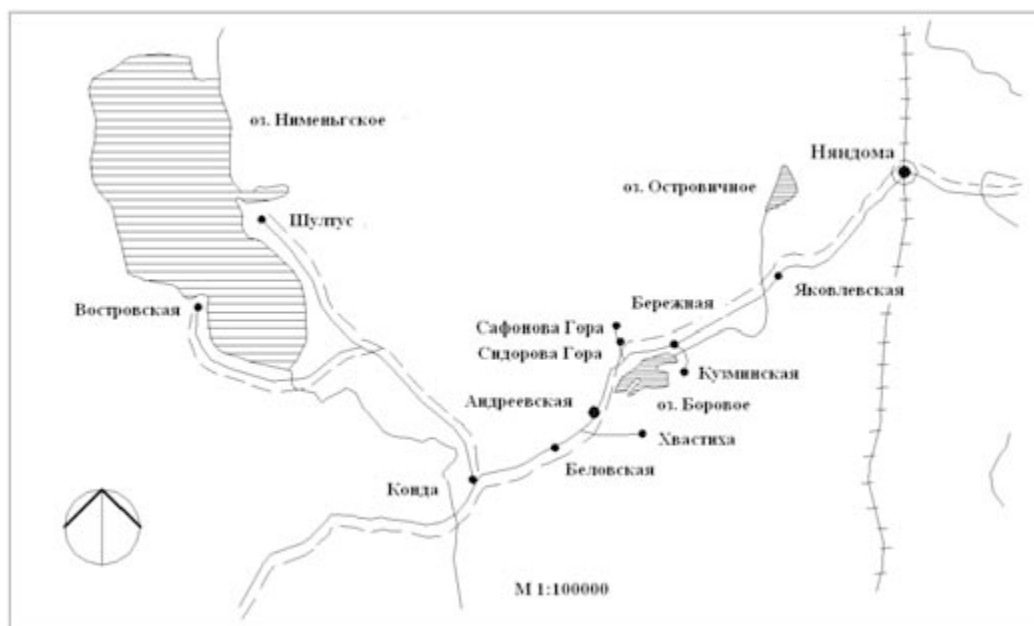 оз. Нименьгское
Няндома
оз. Островичное
Шултус
Яковлевская
Востровская
Бережная
Сафонова Гора
Сидорова Гора
Кузминская
Андреевская
оз. Боровое
Хвастиха
Беловская
Конда
М 1:100000